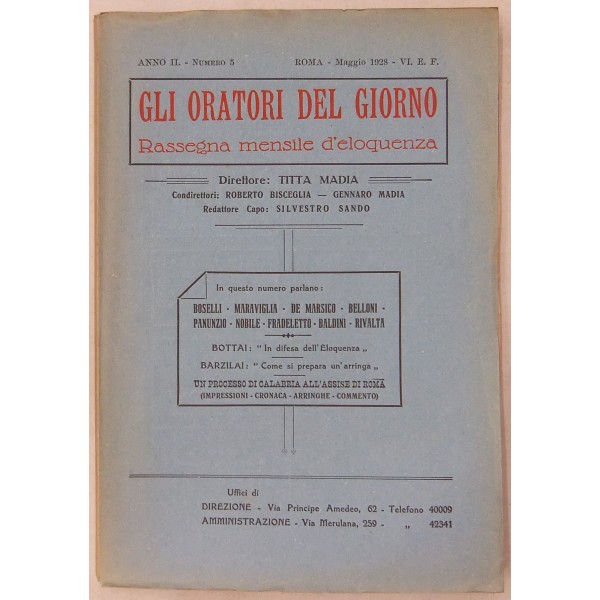 ANNO II. - NUMERO 5 ROMA - Maggio 1928 - VI. E. F.
GLI ORATORI DEL GIORNO
Rassegna mensile d'eloquenza
Direttore: TITTA MADIA
Condirettori: ROBERTO BISCEGLIA — GENNARO MADIA
Redattore Capo: SILVESTRO SANDO
In questo numero parlano:
BOSELLI - MARAVIGLIA - DE MARSICO - BELLONI -
PANUNZIO - NOBILE - FRADELETTO - BALDINI - RIVALTA
BOTTAI: “ In difesa dell'Eloquenza „
BARZILAI: “ Come si prepara un'arringa „
UN PROCESSO DI CALABRIA ALL'ASSINE DI ROMA
(IMPRESSIONI - CRONACA - ARRINGHE - COMMENTO)
Uffici di
DIREZIONE - Via Principe Amedeo, 62 - Telefono 40009
AMMINISTRAZIONE - Via Merulana, 259 - „ 42341